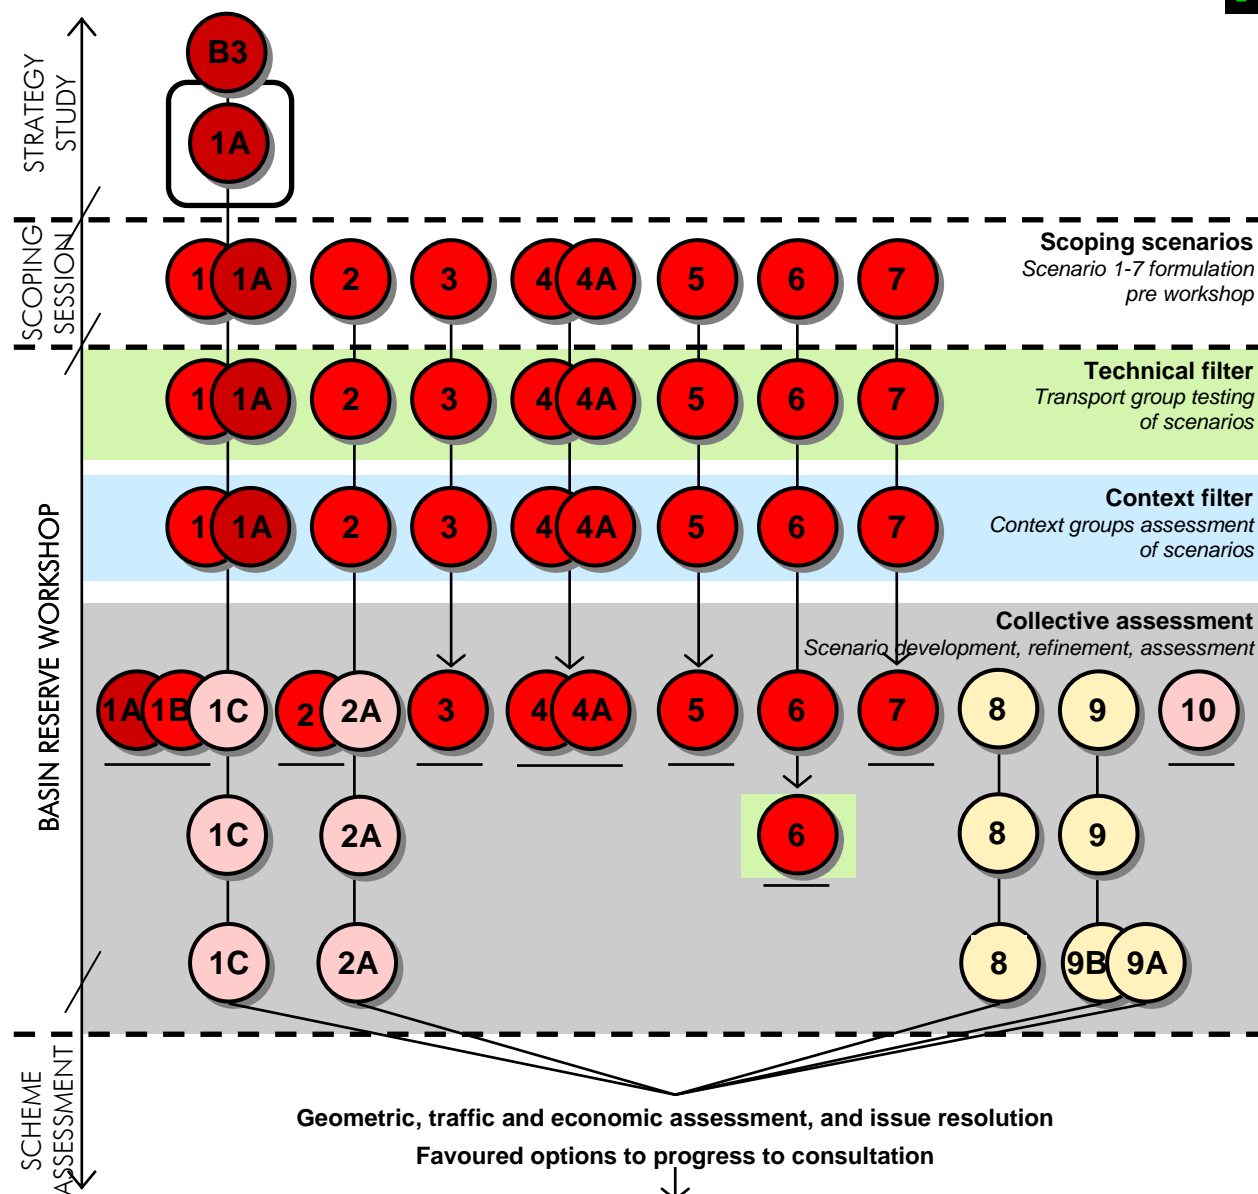 STRATEGY
STUDY
B3
1A
SCOPING
SESSION
Scoping scenarios
Scenario 1-7 formulation
pre workshop
1 1A 2 3 4 4A 5 6 7
Technical filter
Transport group testing
of scenarios
1 1A 2 3 4 4A 5 6 7
Context filter
Context groups assessment
of scenarios
1 1A 2 3 4 4A 5 6 7
BASIN RESERVE WORKSHOP
Collective assessment
Scenario development, refinement, assessment
1A 1B 1C 2 2A 3 4 4A 5 6 7 8 9 10
1C 2A 6 8 9
1C 2A 8 9B 9A
SCHEME
ASSESSMENT
Geometric, traffic and economic assessment, and issue resolution
Favoured options to progress to consultation